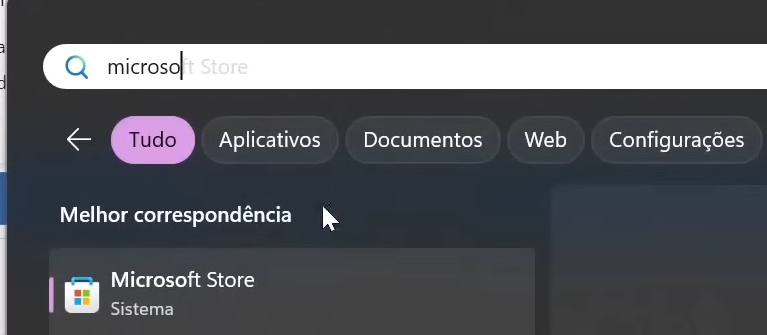 microsoft Store
Tudo Aplicativos Documentos Web Configurações
Melhor correspondência
Microsoft Store
Sistema